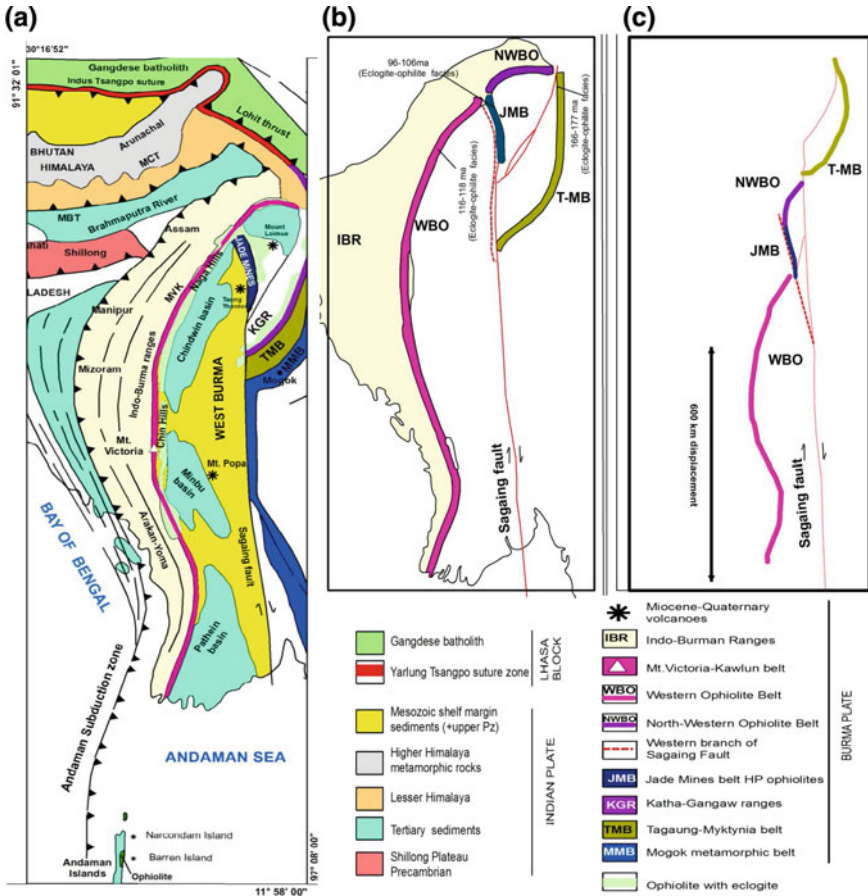 (a)
30° 16'52"
91° 32' 01"
Gangdese batholith
Indus Tsangpo suture
Lohit thrust
Arunachal
BHUTAN
HIMALAYA
MCT
MBT
Brahmaputra River
Assam
Shillong
LADESH
Manipur
Mizoram
Mt.
Victoria
Indo-Burma ranges
MVK
Naga Hills
Chin Hills
Chindwin basin
Mount
Loimue
JADE MINES
Taung
KGR
TMB
MMB
Mogok
WEST BURMA
Mt. Popa
Minbu
basin
Arakan-Yoma
Sagaing fault
Pathein
basin
BAY OF BENGAL
Andaman Subduction zone
ANDAMAN SEA
Narcondam Island
Barren Island
Ophiolite
Andaman
Islands
97° 08' 00"
11° 58' 00"
(b)
96-106ma
(Eclogite-ophilite facies)
NWBO
JMB
166-177 ma
(Eclogite-ophilite facies)
116-118 ma
(Eclogite-ophilite facies)
T-MB
IBR
WBO
Sagaing fault
(c)
T-MB
NWBO
JMB
WBO
600 km displacement
Sagaing fault
Gangdese batholith
Yarlung Tsangpo suture zone
LHASA
BLOCK
Mesozoic shelf margin
sediments (+upper Pz)
Higher Himalaya
metamorphic rocks
Lesser Himalaya
Tertiary sediments
Shillong Plateau
Precambrian
INDIAN PLATE
Miocene-Quaternary
volcanoes
IBR Indo-Burman Ranges
Mt.Victoria-Kawlun belt
WBO Western Ophiolite Belt
NWBO North-Western Ophiolite Belt
Western branch of
Sagaing Fault
JMB Jade Mines belt HP ophiolites
KGR Katha-Gangaw ranges
TMB Tagaung-Myktynia belt
MMB Mogok metamorphic belt
Ophiolite with eclogite
BURMA PLATE